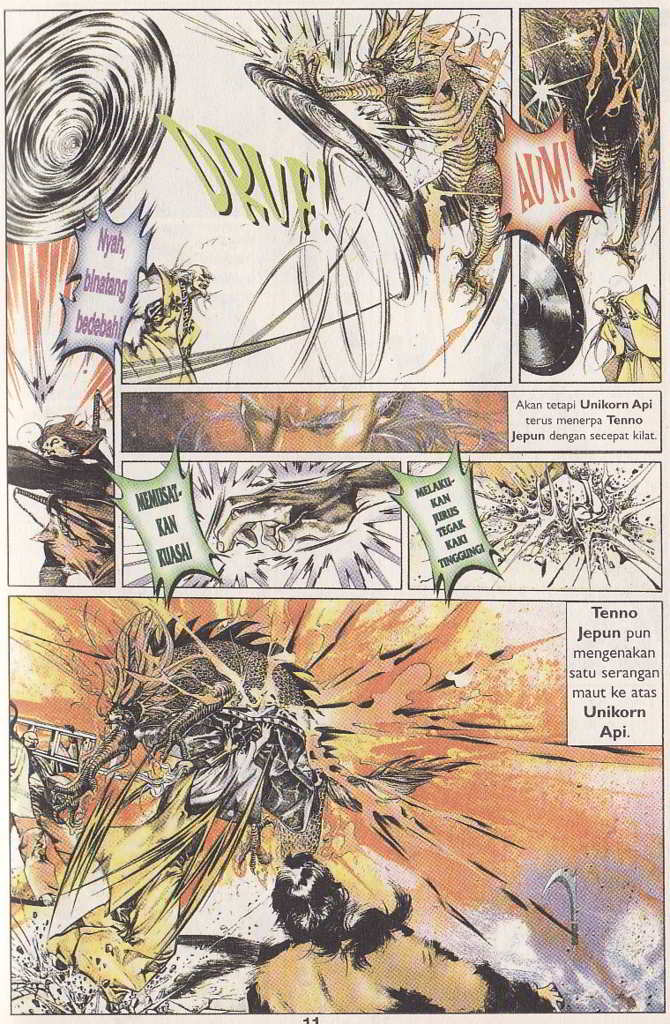 DRUF!
AUM!
Nyah,
binatang
bedebah!
Akan tetapi Unikorn Api
terus menerpa Tenno
Jepun dengan secepat kilat.
MEMUSAT-
KAN
KUASA!
MELAKU-
KAN
JURUS
TEGAK
KAKI
TINGGUNG!
Tenno
Jepun pun
mengenakan
satu serangan
maut ke atas
Unikorn
Api.
11